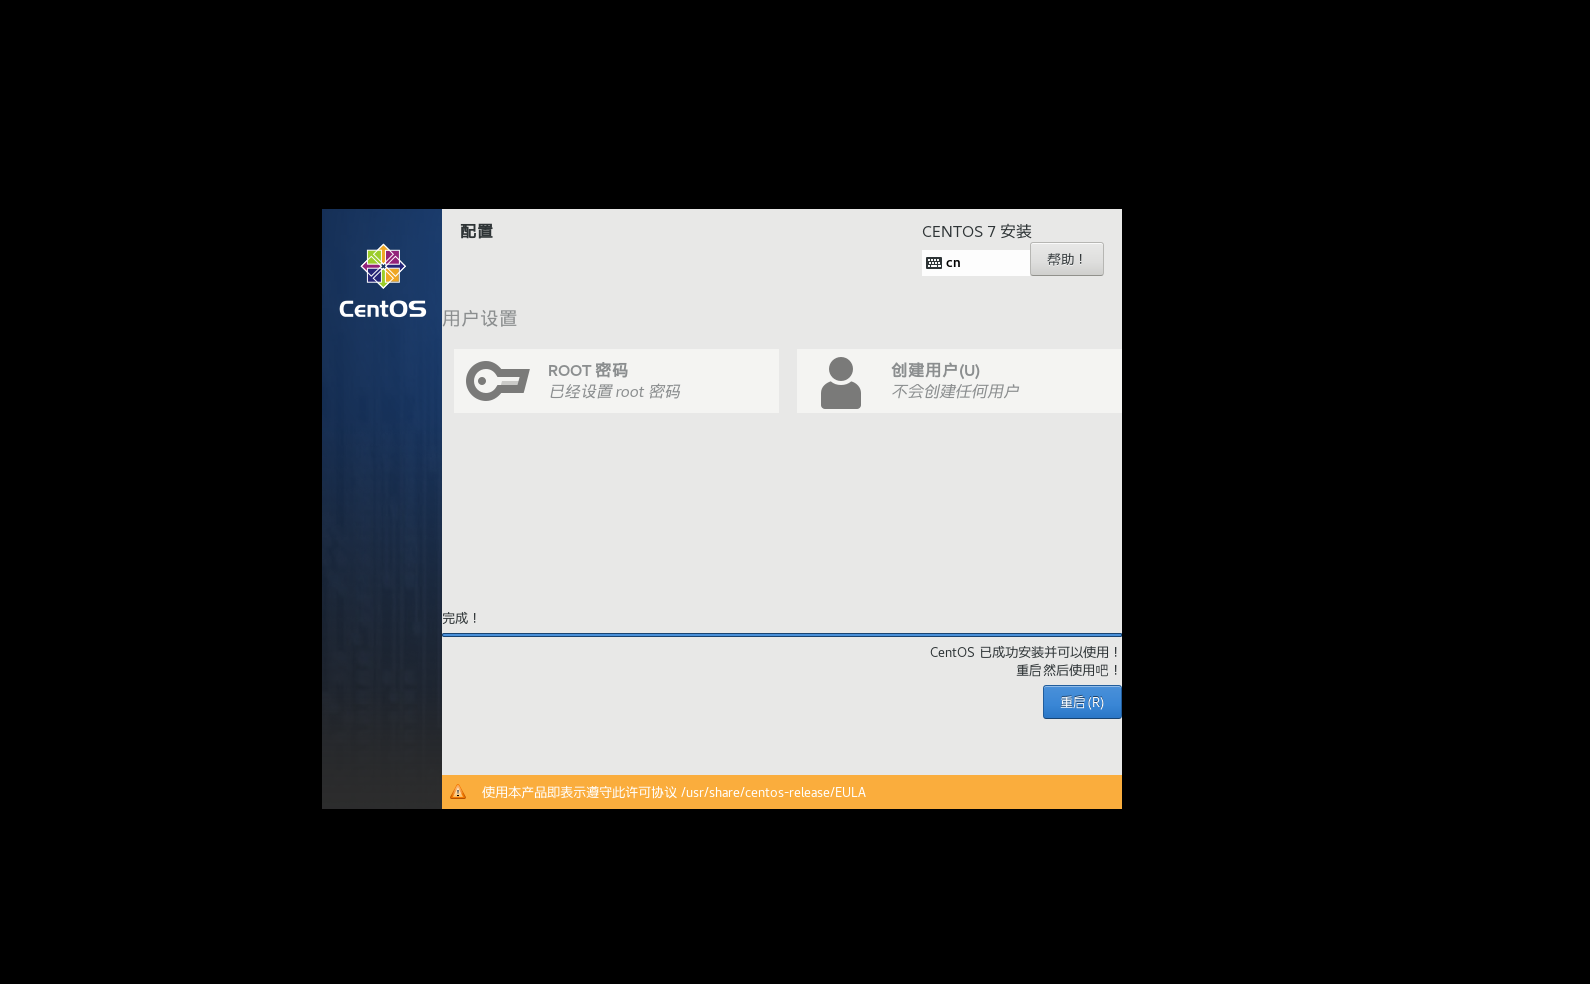 配置
CENTOS 7 安装
cn
帮助！
CentOS
用户设置
ROOT 密码
已经设置 root 密码
创建用户(U)
不会创建任何用户
完成！
CentOS 已成功安装并可以使用！
重启然后使用吧！
重启(R)
使用本产品即表示遵守此许可协议 /usr/share/centos-release/EULA